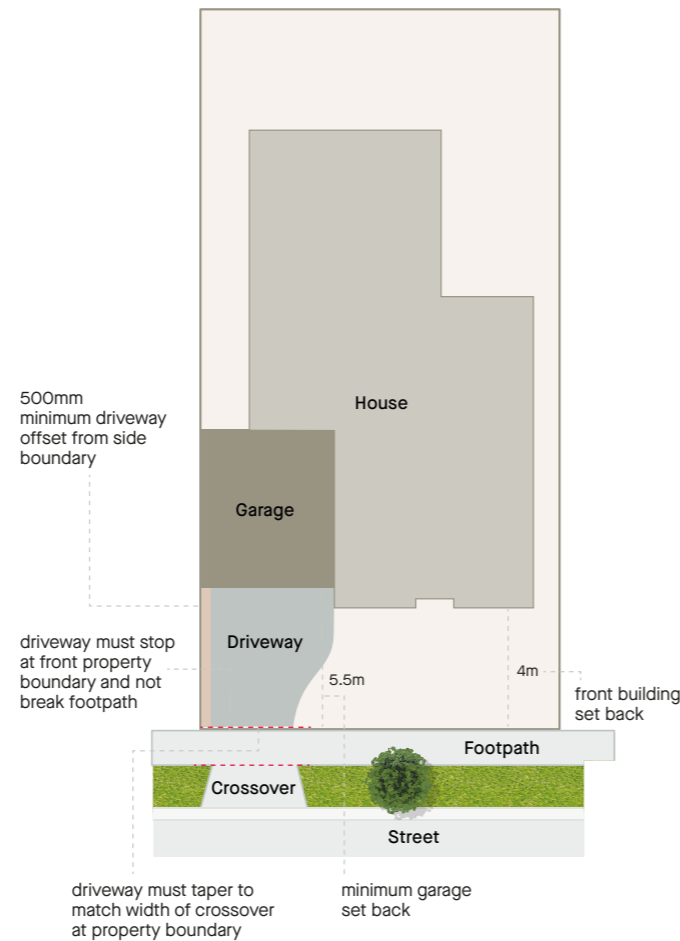 500mm
minimum driveway
offset from side
boundary
House
Garage
driveway must stop
at front property
boundary and not
break footpath
Driveway
5.5m
4m
front building
set back
Footpath
Crossover
Street
driveway must taper to
match width of crossover
at property boundary
minimum garage
set back